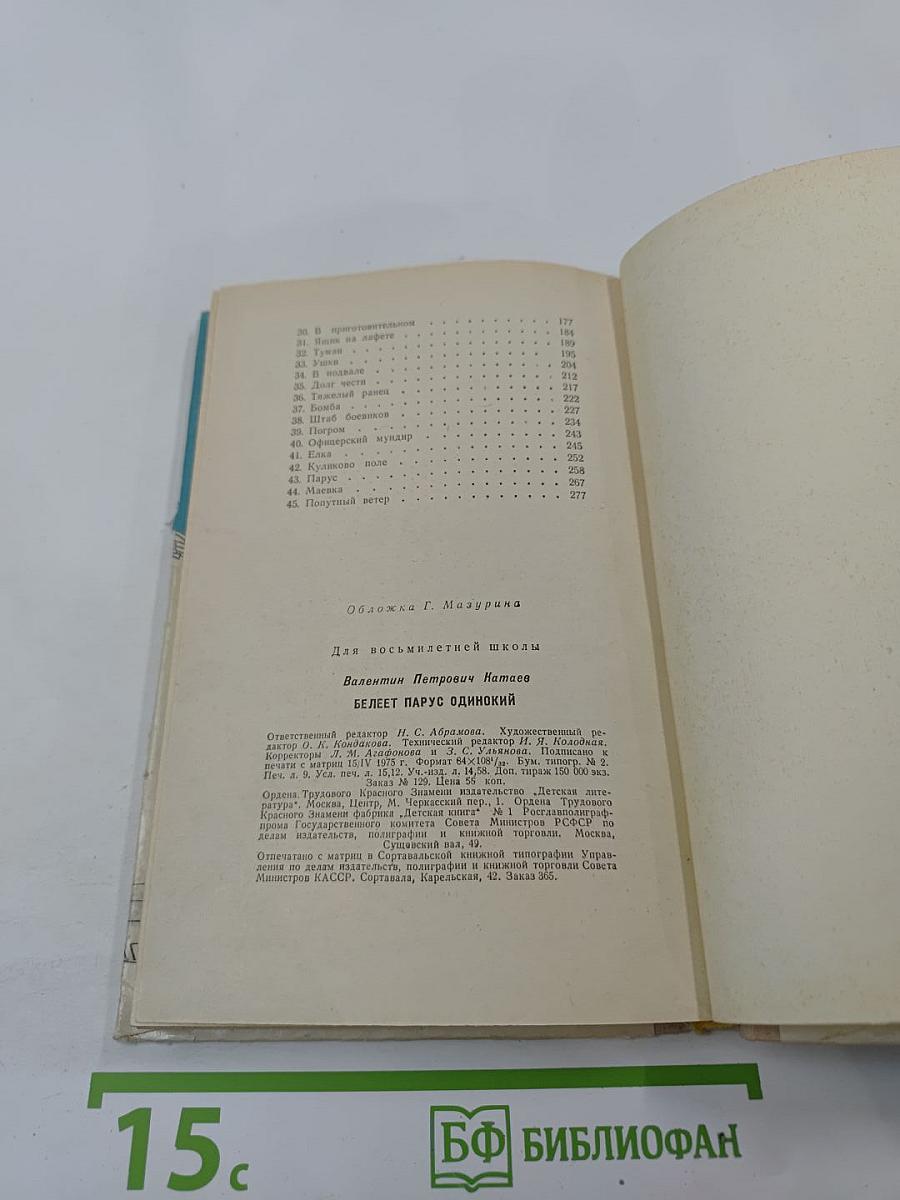 30. В приготовительном . . . . . . . . . 177
31. Ящик на лафете . . . . . . . . . . 184
32. Туман . . . . . . . . . . . . . 189
33. Ушки . . . . . . . . . . . . . 195
34. В подвале . . . . . . . . . . . . 204
35. Долг чести . . . . . . . . . . . . 212
36. Тяжелый ранец . . . . . . . . . . 217
37. Бомба . . . . . . . . . . . . . 222
38. Штаб боевиков . . . . . . . . . . 227
39. Погром . . . . . . . . . . . . . 234
40. Офицерский мундир . . . . . . . . . 243
41. Елка . . . . . . . . . . . . . . 245
42. Куликово поле . . . . . . . . . . 252
43. Парус . . . . . . . . . . . . . 258
44. Маевка . . . . . . . . . . . . . 267
45. Попутный ветер . . . . . . . . . . 277
Обложка Г. Мазурина
Для восьмилетней школы
Валентин Петрович Катаев
БЕЛЕЕТ ПАРУС ОДИНОКИЙ
Ответственный редактор Н. С. Абрамова. Художественный ре-
дактор О. К. Кондакова. Технический редактор И. Я. Колодная.
Корректоры Л. М. Агафонова и З. С. Ульянова. Подписано к
печати с матриц 15/IV 1975 г. Формат 64×108¹/₃₂. Бум. типогр. № 2.
Печ. л. 9. Усл. печ. л. 15,12. Уч.-изд. л. 14,58. Доп. тираж 150 000 экз.
Заказ № 129. Цена 55 коп.
Ордена Трудового Красного Знамени издательство „Детская лите-
ратура“. Москва, Центр, М. Черкасский пер., 1. Ордена Трудового
Красного Знамени фабрика „Детская книга“ № 1 Росглавполиграф-
прома Государственного комитета Совета Министров РСФСР по
делам издательств, полиграфии и книжной торговли. Москва,
Сущевский вал, 49.
Отпечатано с матриц в Сортавальской книжной типографии Управ-
ления по делам издательств, полиграфии и книжной торговли Совета
Министров КАССР. Сортавала, Карельская, 42. Заказ 365.
15 с
БФ БИБЛИОФАН